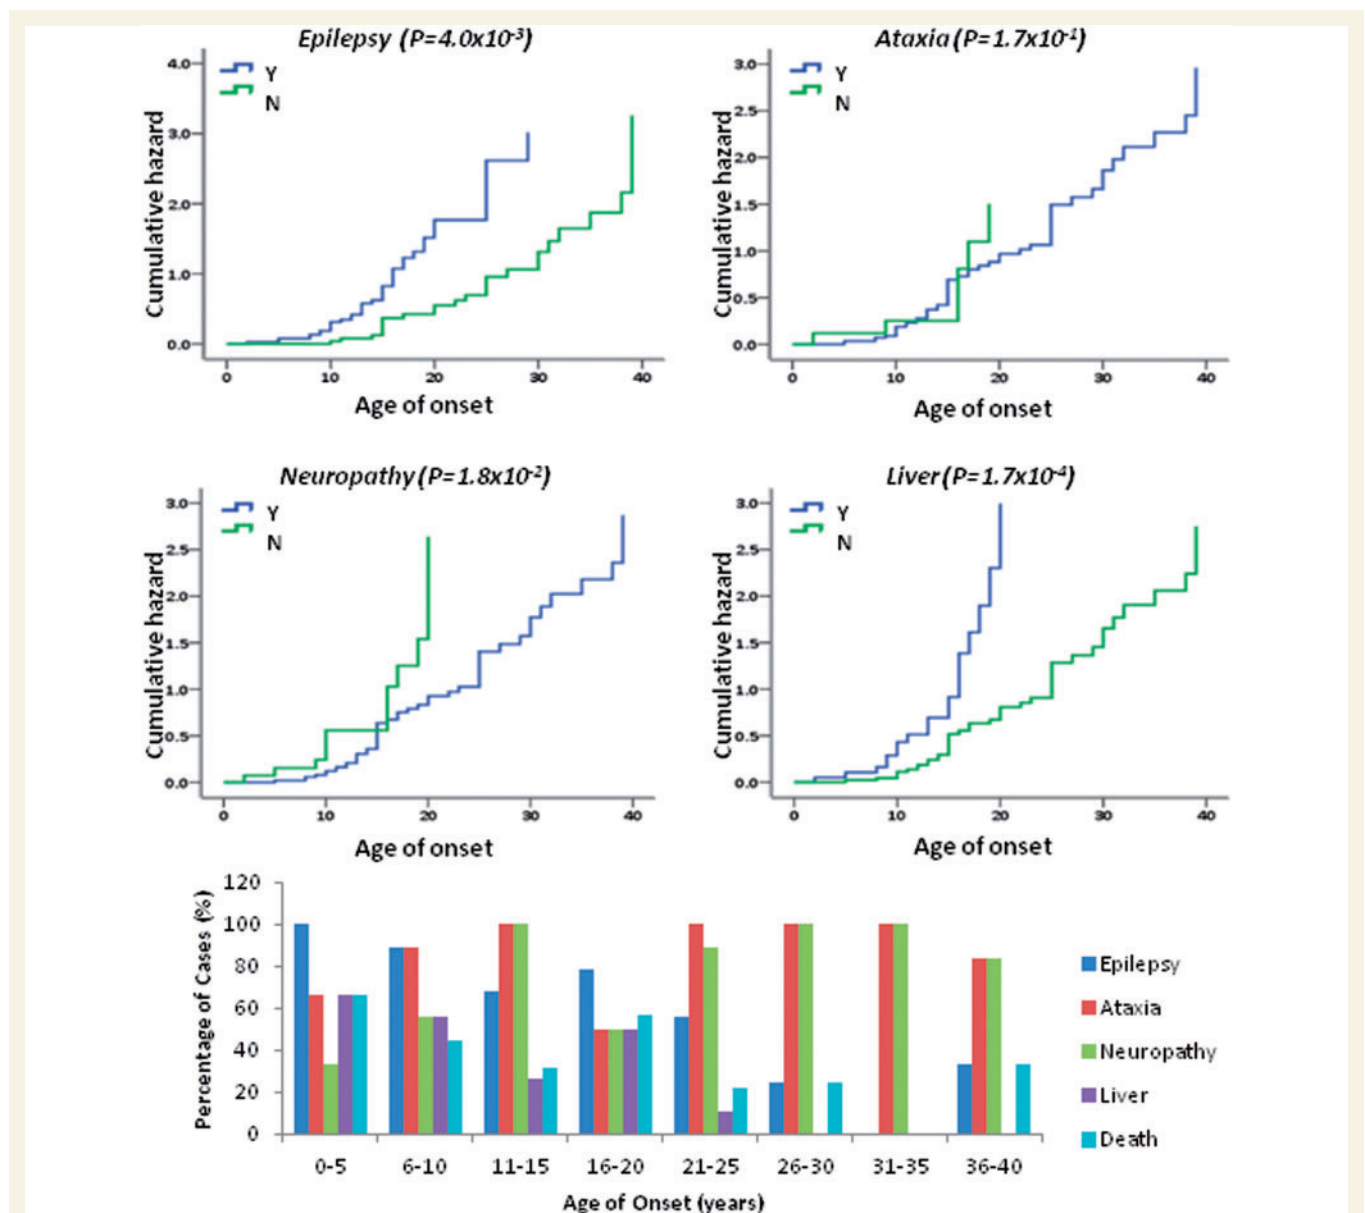 Epilepsy (P=4.0x10⁻³)
4.0
3.0
2.0
1.0
0.0
Cumulative hazard
Y
N
0 10 20 30 40
Age of onset
Ataxia (P=1.7x10⁻¹)
3.0
2.5
2.0
1.5
1.0
0.5
0.0
Cumulative hazard
Y
N
0 10 20 30 40
Age of onset
Neuropathy (P=1.8x10⁻²)
3.0
2.5
2.0
1.5
1.0
0.5
0.0
Cumulative hazard
Y
N
0 10 20 30 40
Age of onset
Liver (P=1.7x10⁻⁴)
3.0
2.5
2.0
1.5
1.0
0.5
0.0
Cumulative hazard
Y
N
0 10 20 30 40
Age of onset
Percentage of Cases (%)
120
100
80
60
40
20
0
0-5 6-10 11-15 16-20 21-25 26-30 31-35 36-40
Age of Onset (years)
Epilepsy
Ataxia
Neuropathy
Liver
Death